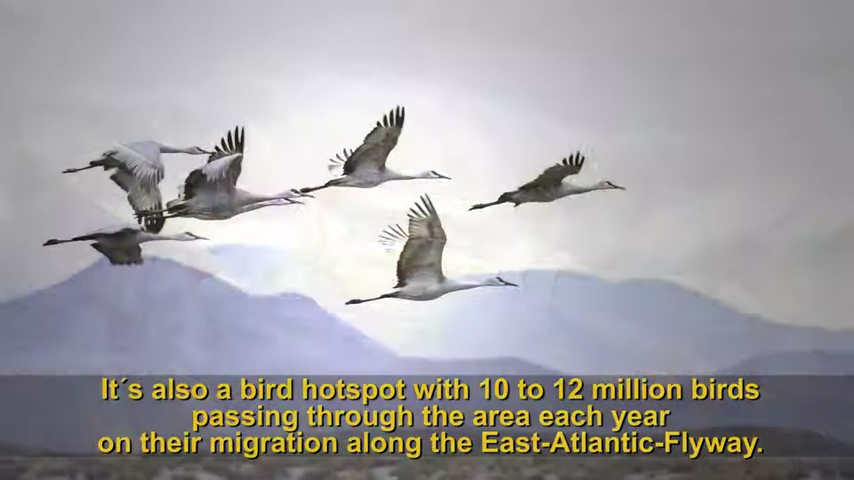 It´s also a bird hotspot with 10 to 12 million birds
passing through the area each year
on their migration along the East-Atlantic-Flyway.